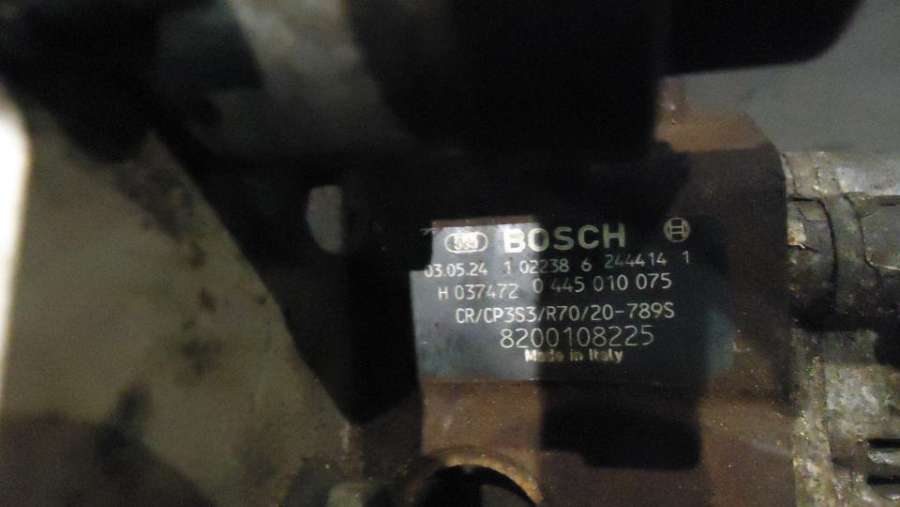 BOSCH
03.05.24 1 02238 6 244414 1
H 037472 0 445 010 075
CR/CP3S3/R70/20-789S
8200108225
Made in Italy